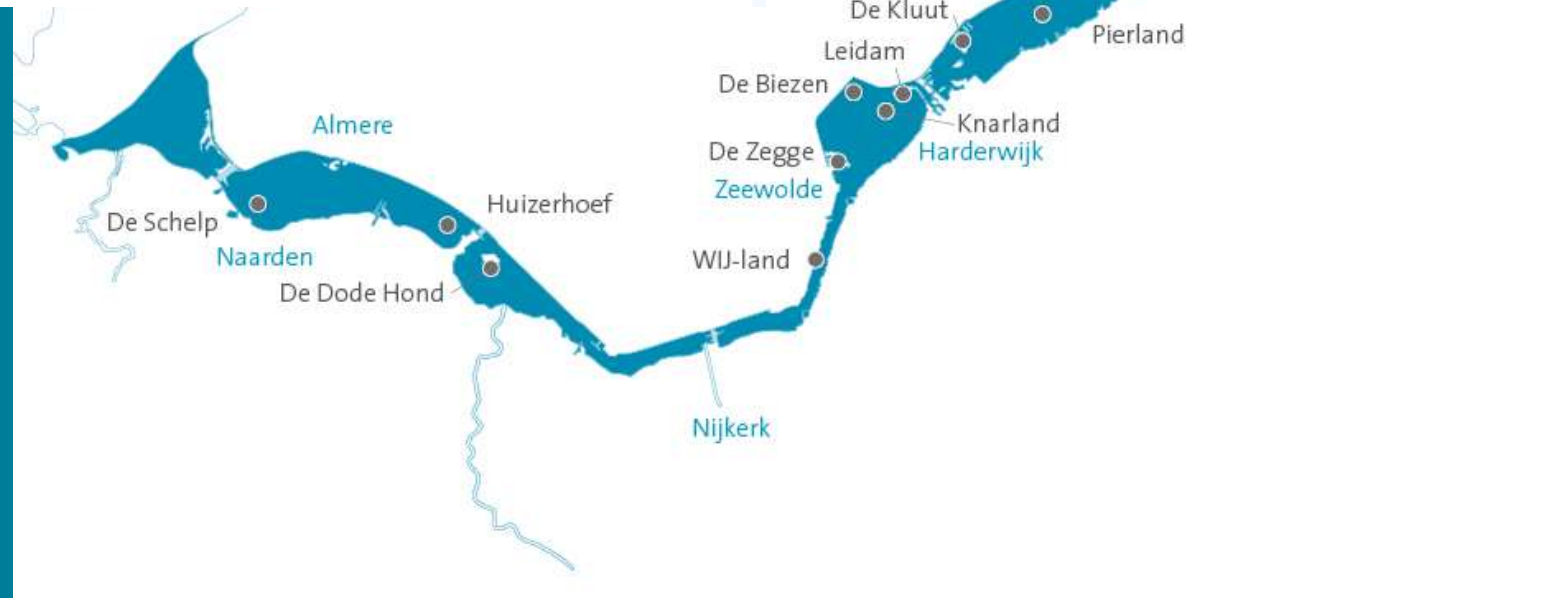 De Kluut
Pierland
Leidam
De Biezen
Knarland
Almere
De Zegge
Harderwijk
Zeewolde
Huizerhoef
De Schelp
Naarden
WIJ-land
De Dode Hond
Nijkerk